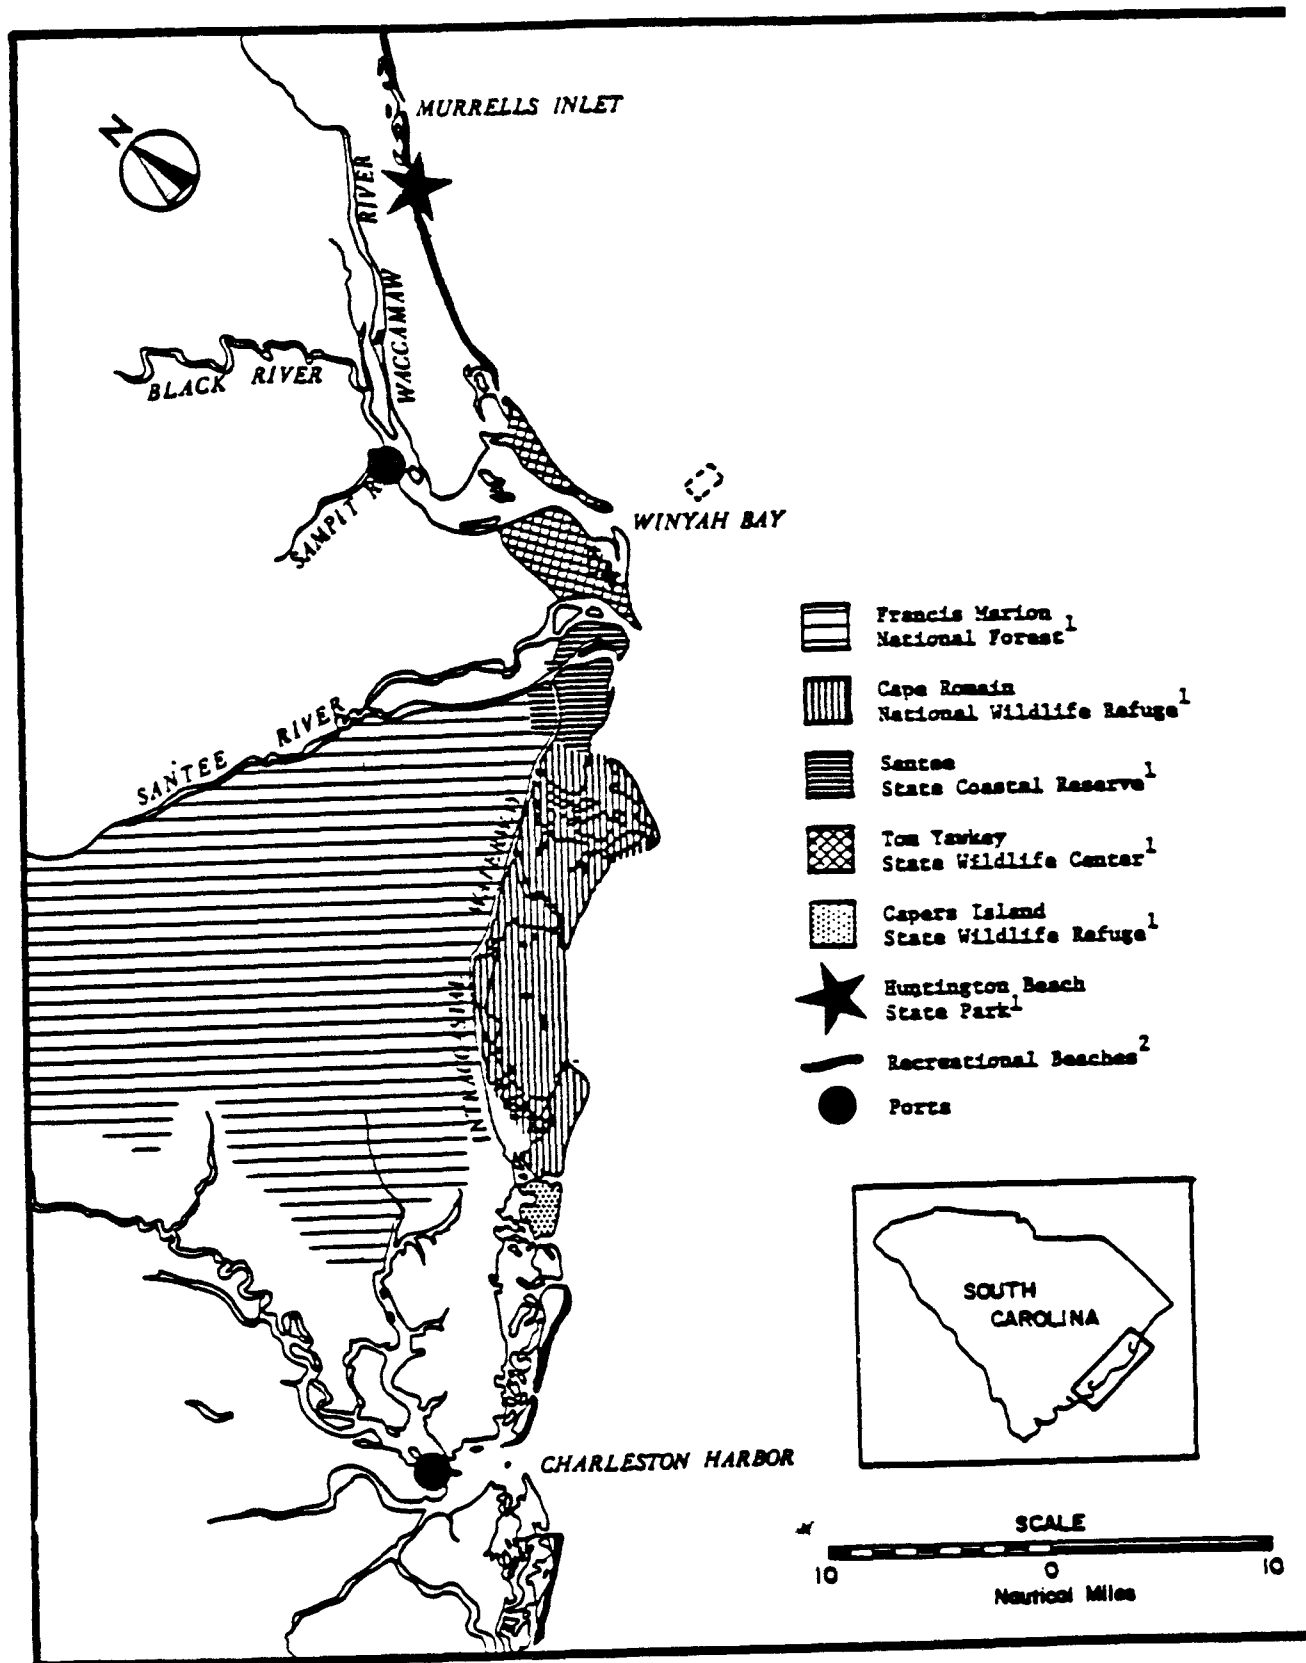 N
MURRELLS INLET
RIVER
WACCAMAW
BLACK RIVER
SAMPIT R
WINYAH BAY
SANTEE RIVER
Francis Marion
National Forest1
Cape Romain
National Wildlife Refuge1
Santee
State Coastal Reserve1
Tom Yawkey
State Wildlife Center1
Capers Island
State Wildlife Refuge1
Huntington Beach
State Park1
Recreational Beaches2
Ports
SOUTH
CAROLINA
CHARLESTON HARBOR
SCALE
10 0 10
Nautical Miles